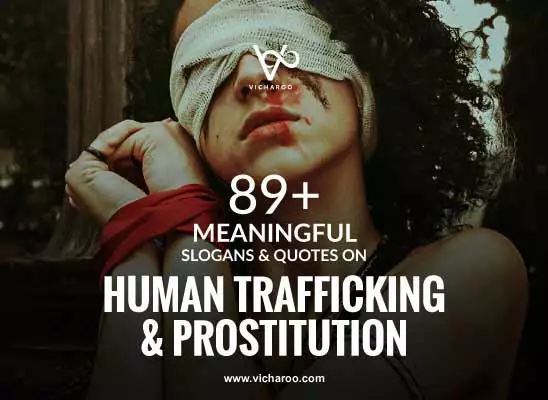 VICHAROO
89+
MEANINGFUL
SLOGANS & QUOTES ON
HUMAN TRAFFICKING
& PROSTITUTION
www.vicharoo.com